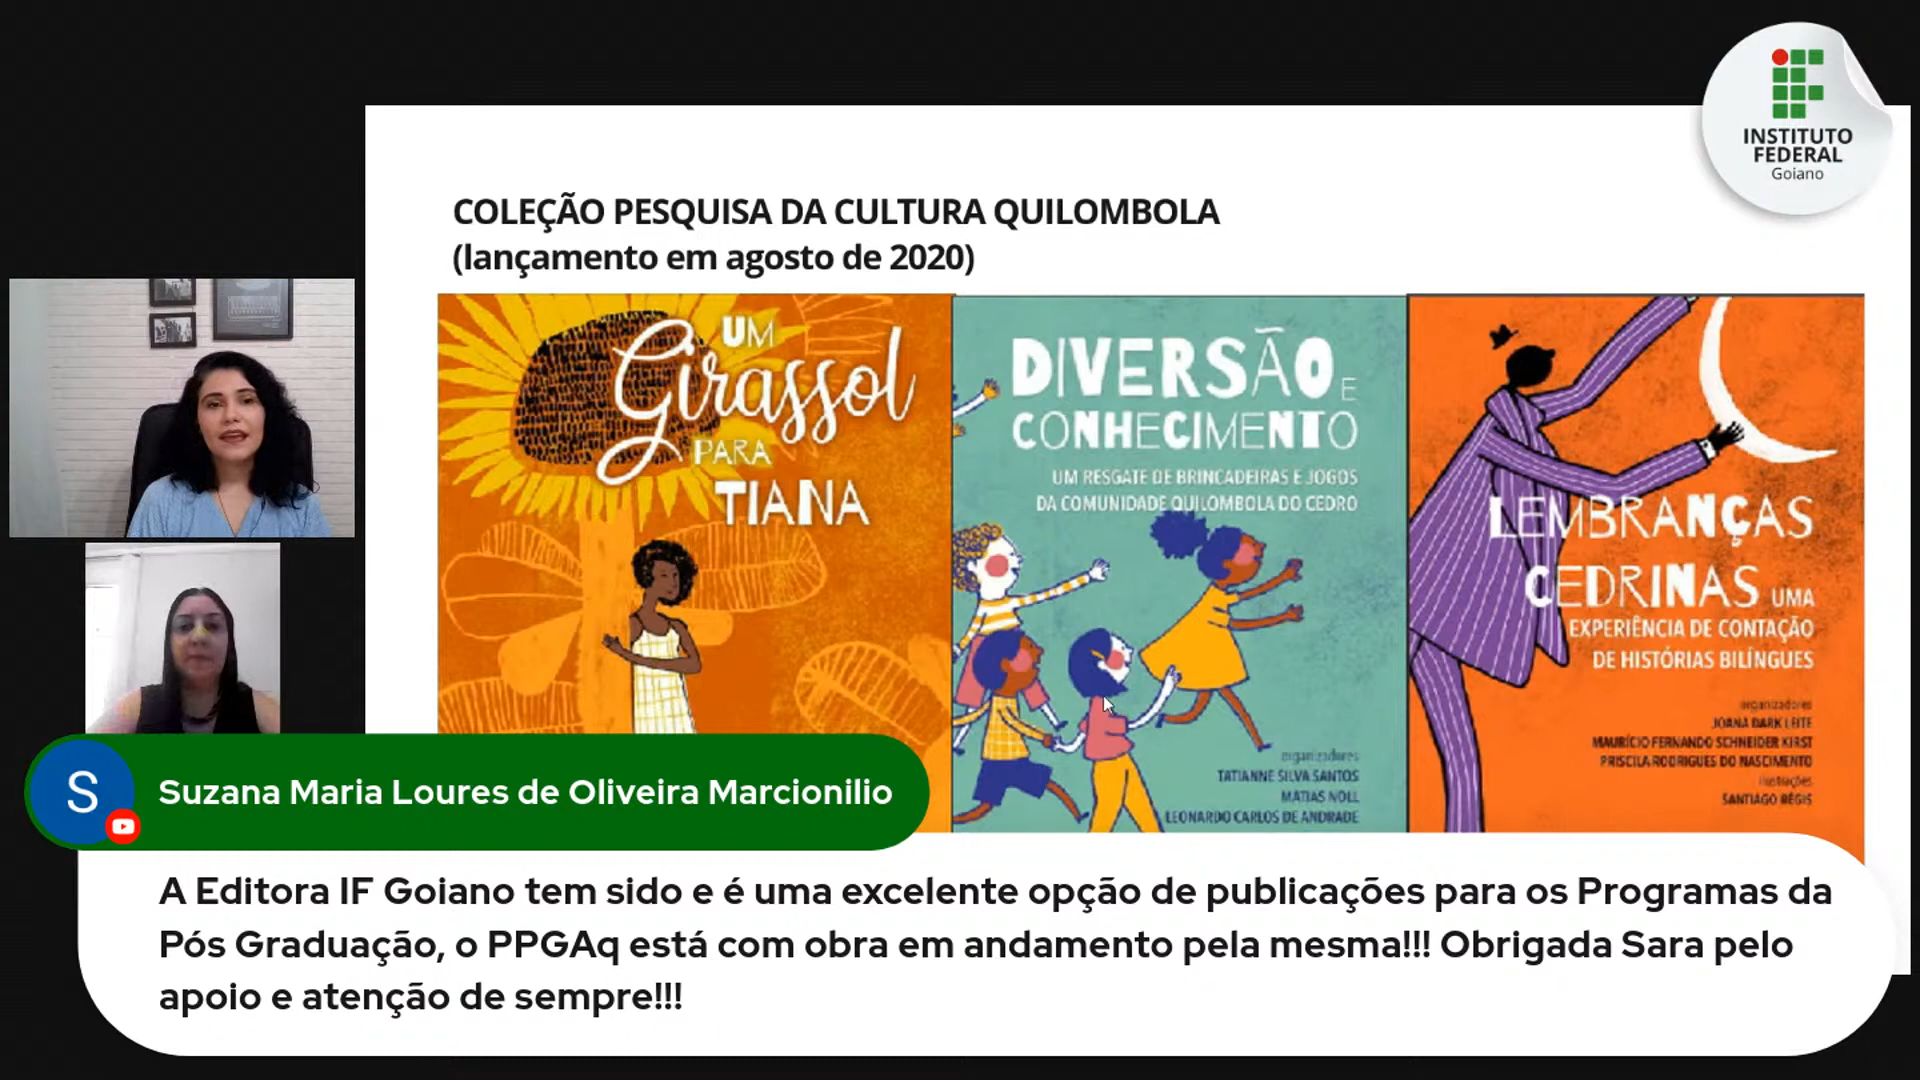 INSTITUTO
FEDERAL
Goiano
COLEÇÃO PESQUISA DA CULTURA QUILOMBOLA
(lançamento em agosto de 2020)
UM
Girassol
PARA
TIANA
DIVERSÃO E
CONHECIMENTO
UM RESGATE DE BRINCADEIRAS E JOGOS
DA COMUNIDADE QUILOMBOLA DO CEDRO
organizadores
TATIANNE SILVA SANTOS
MATIAS NOLL
LEONARDO CARLOS DE ANDRADE
LEMBRANÇAS
CEDRINAS UMA
EXPERIÊNCIA DE CONTAÇÃO
DE HISTÓRIAS BILÍNGUES
organizadores
JOANA DARK LEITE
MAURÍCIO FERNANDO SCHNEIDER KIRST
PRISCILA RODRIGUES DO NASCIMENTO
ilustrações
SANTIAGO RÉGIS
S
Suzana Maria Loures de Oliveira Marcionilio
A Editora IF Goiano tem sido e é uma excelente opção de publicações para os Programas da
Pós Graduação, o PPGAq está com obra em andamento pela mesma!!! Obrigada Sara pelo
apoio e atenção de sempre!!!